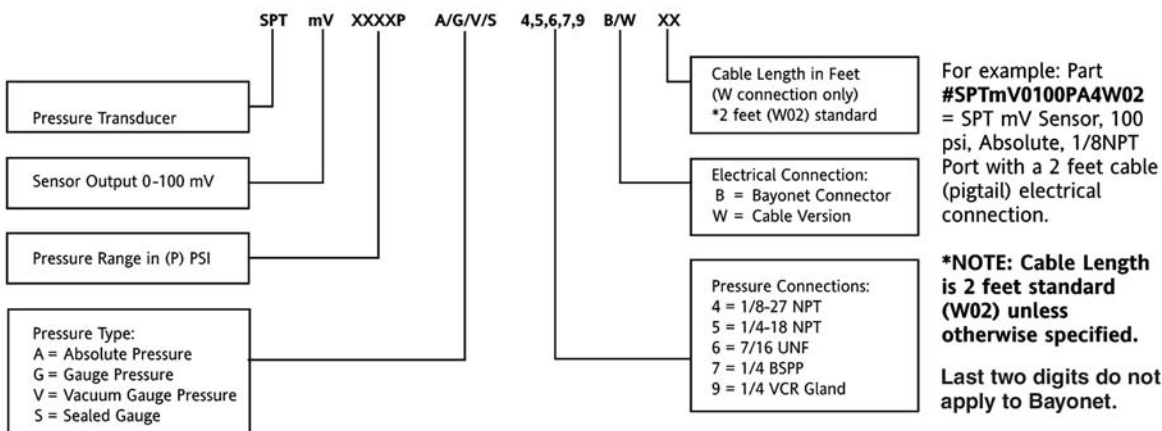 SPT mV XXXXP A/G/V/S 4,5,6,7,9 B/W XX
Pressure Transducer
Sensor Output 0-100 mV
Pressure Range in (P) PSI
Pressure Type:
A = Absolute Pressure
G = Gauge Pressure
V = Vacuum Gauge Pressure
S = Sealed Gauge
Cable Length in Feet
(W connection only)
*2 feet (W02) standard
Electrical Connection:
B = Bayonet Connector
W = Cable Version
Pressure Connections:
4 = 1/8-27 NPT
5 = 1/4-18 NPT
6 = 7/16 UNF
7 = 1/4 BSPP
9 = 1/4 VCR Gland
For example: Part
#SPTmV0100PA4W02
= SPT mV Sensor, 100
psi, Absolute, 1/8NPT
Port with a 2 feet cable
(pigtail) electrical
connection.
*NOTE: Cable Length
is 2 feet standard
(W02) unless
otherwise specified.
Last two digits do not
apply to Bayonet.